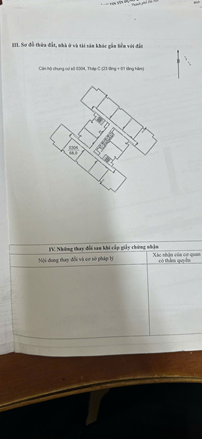 III. Sơ đồ thửa đất, nhà ở và tài sản khác gắn liền với đất
Căn hộ chung cư số 0304, Tháp C (23 tầng + 01 tầng hầm)
IV. Những thay đổi sau khi cấp giấy chứng nhận
Nội dung thay đổi và cơ sở pháp lý
Xác nhận của cơ quan
có thẩm quyền